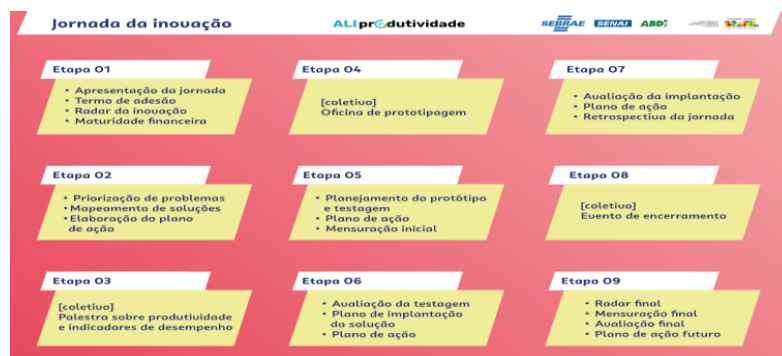 Jornada da inovação
ALI produtividade
SEBRAE SENAI ABDI
Etapa 01
• Apresentação da jornada
• Termo de adesão
• Radar da inovação
• Maturidade financeira
Etapa 02
• Priorização de problemas
• Mapeamento de soluções
• Elaboração do plano
de ação
Etapa 03
[coletivo]
Palestra sobre produtividade
e indicadores de desempenho
Etapa 04
[coletivo]
Oficina de prototipagem
Etapa 05
• Planejamento do protótipo
e testagem
• Plano de ação
• Mensuração inicial
Etapa 06
• Avaliação da testagem
• Plano de implantação
da solução
• Plano de ação
Etapa 07
• Avaliação da implantação
• Plano de ação
• Retrospectiva da jornada
Etapa 08
[coletivo]
Evento de encerramento
Etapa 09
• Radar final
• Mensuração final
• Avaliação final
• Plano de ação futuro